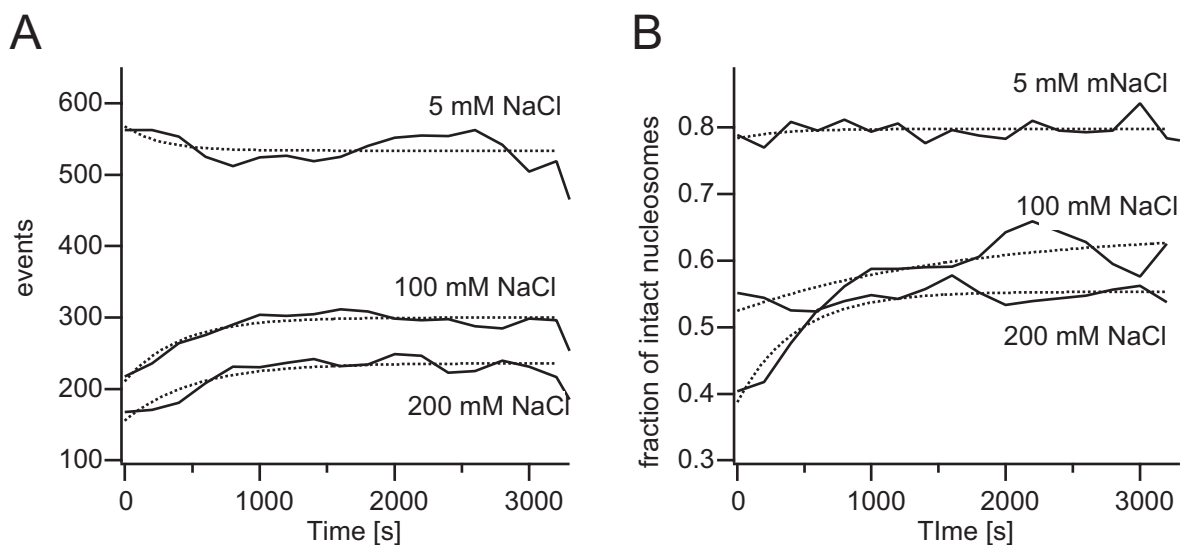 A
events
600
500
400
300
200
100
5 mM NaCl
100 mM NaCl
200 mM NaCl
0
1000
2000
3000
Time [s]
B
fraction of intact nucleosomes
0.8
0.7
0.6
0.5
0.4
0.3
5 mM mNaCl
100 mM NaCl
200 mM NaCl
0
1000
2000
3000
TIme [s]